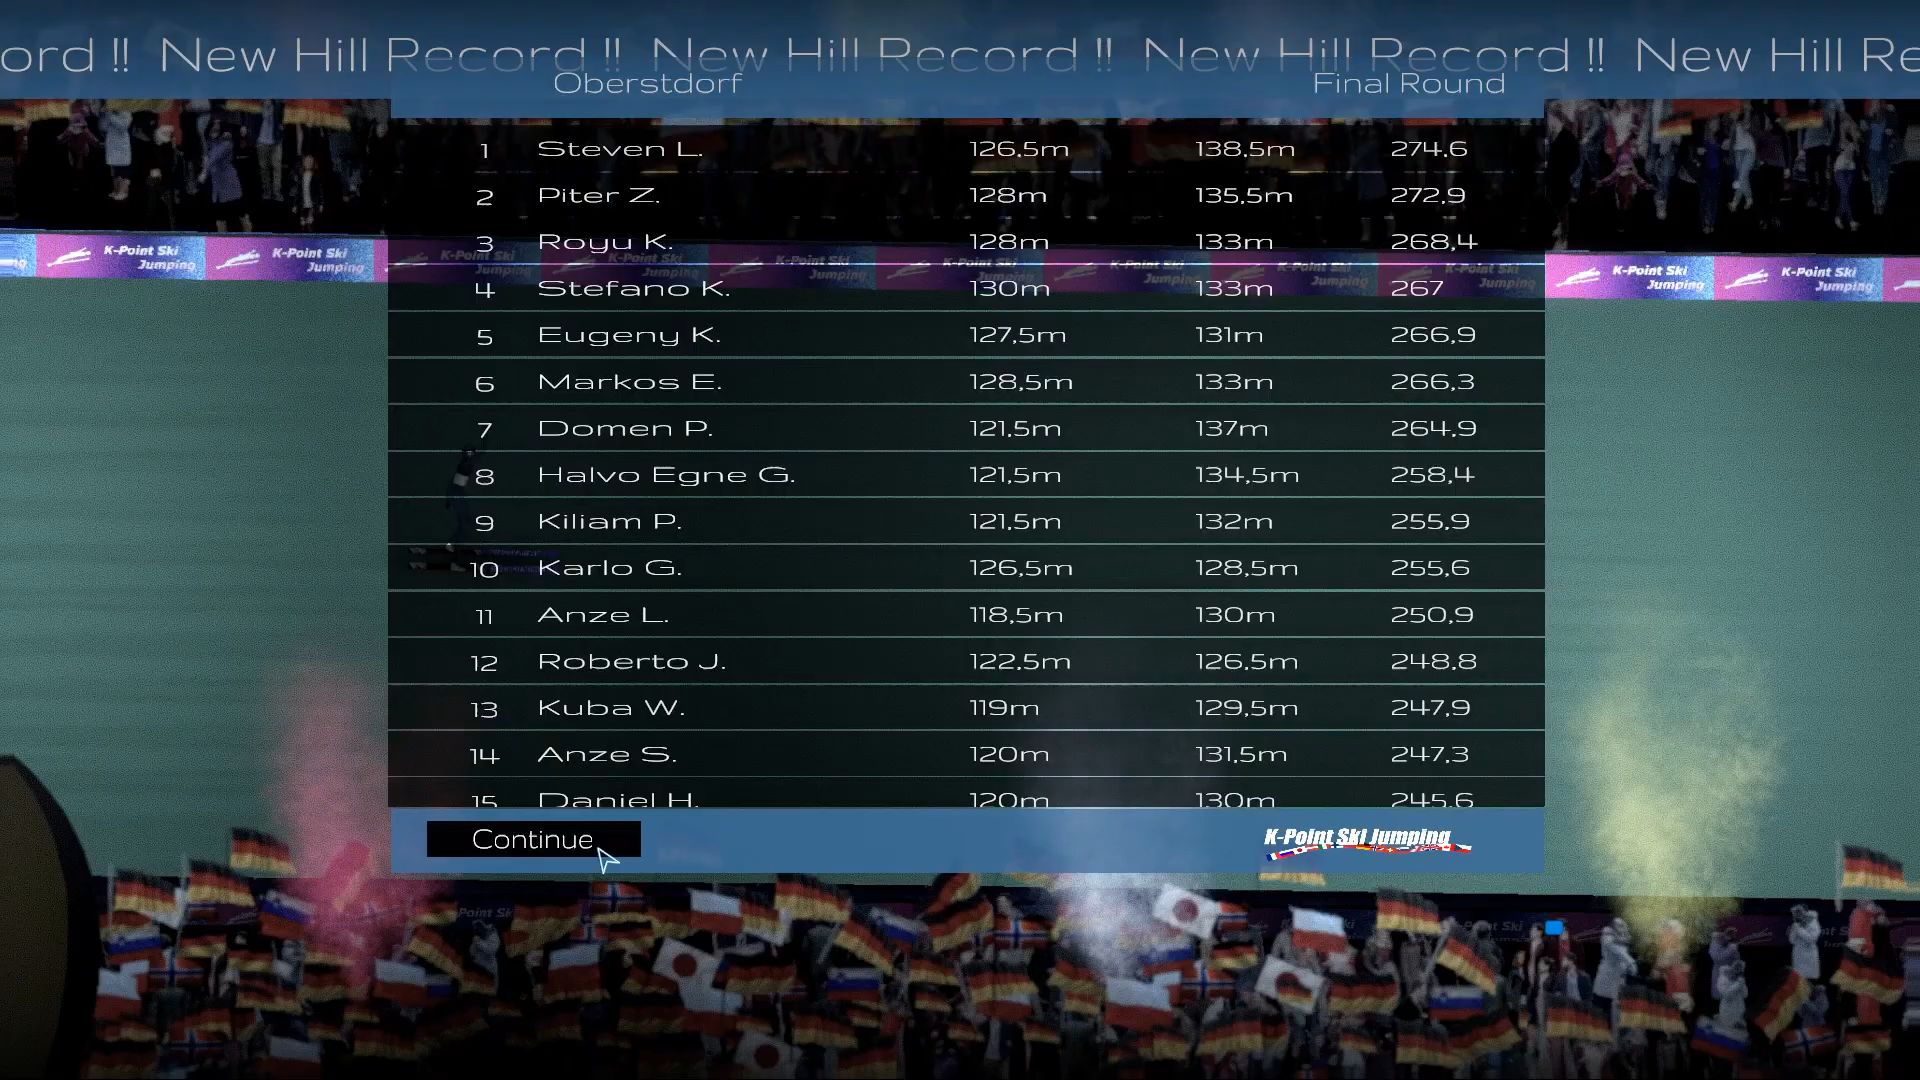 ord !! New Hill Record !! New Hill Record !! New Hill Record !! New Hill Re
Oberstdorf Final Round
1 Steven L. 126,5m 138,5m 274,6
2 Piter Z. 128m 135,5m 272,9
3 Royu K. 128m 133m 268,4
4 Stefano K. 130m 133m 267
5 Eugeny K. 127,5m 131m 266,9
6 Markos E. 128,5m 133m 266,3
7 Domen P. 121,5m 137m 264,9
8 Halvo Egne G. 121,5m 134,5m 258,4
9 Kiliam P. 121,5m 132m 255,9
10 Karlo G. 126,5m 128,5m 255,6
11 Anze L. 118,5m 130m 250,9
12 Roberto J. 122,5m 126,5m 248,8
13 Kuba W. 119m 129,5m 247,9
14 Anze S. 120m 131,5m 247,3
15 Daniel H. 120m 130m 245,6
Continue
K-Point Ski Jumping
K-Point Ski Jumping
K-Point Ski Jumping
K-Point Ski Jumping
K-Point Ski Jumping